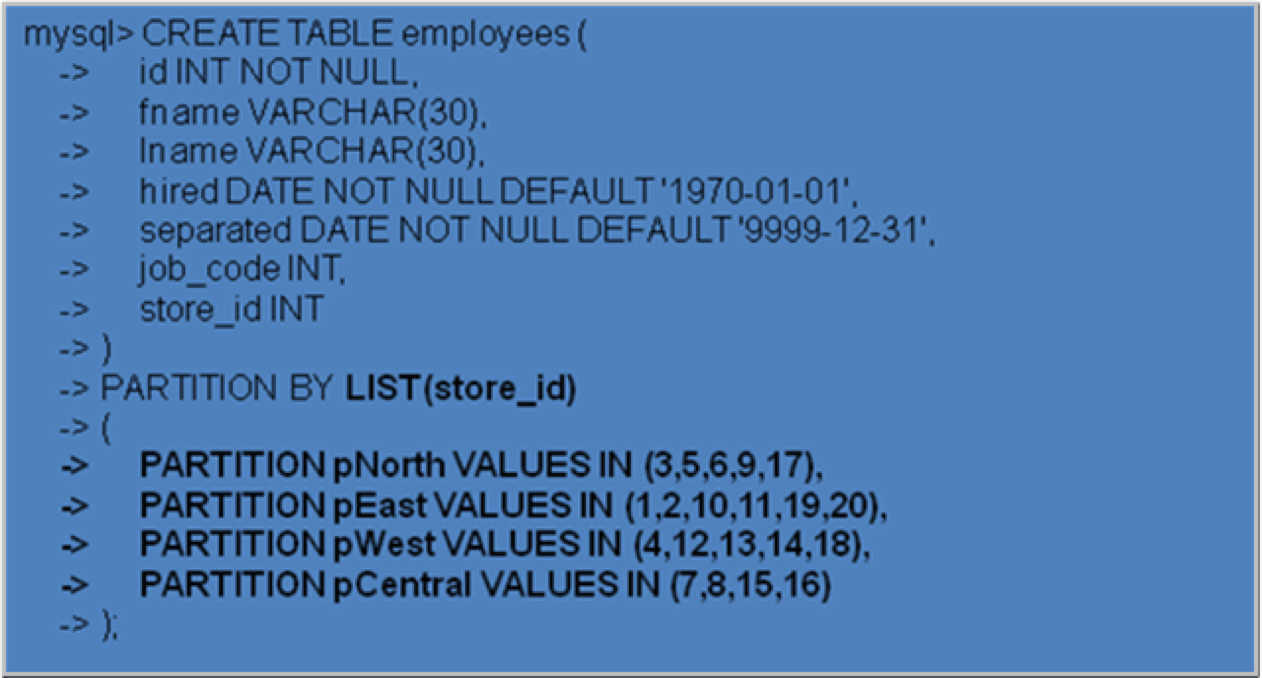 mysql> CREATE TABLE employees (
-> id INT NOT NULL,
-> fname VARCHAR(30),
-> lname VARCHAR(30),
-> hired DATE NOT NULL DEFAULT '1970-01-01',
-> separated DATE NOT NULL DEFAULT '9999-12-31',
-> job_code INT,
-> store_id INT
-> )
-> PARTITION BY LIST(store_id)
-> (
-> PARTITION pNorth VALUES IN (3,5,6,9,17),
-> PARTITION pEast VALUES IN (1,2,10,11,19,20),
-> PARTITION pWest VALUES IN (4,12,13,14,18),
-> PARTITION pCentral VALUES IN (7,8,15,16)
-> );